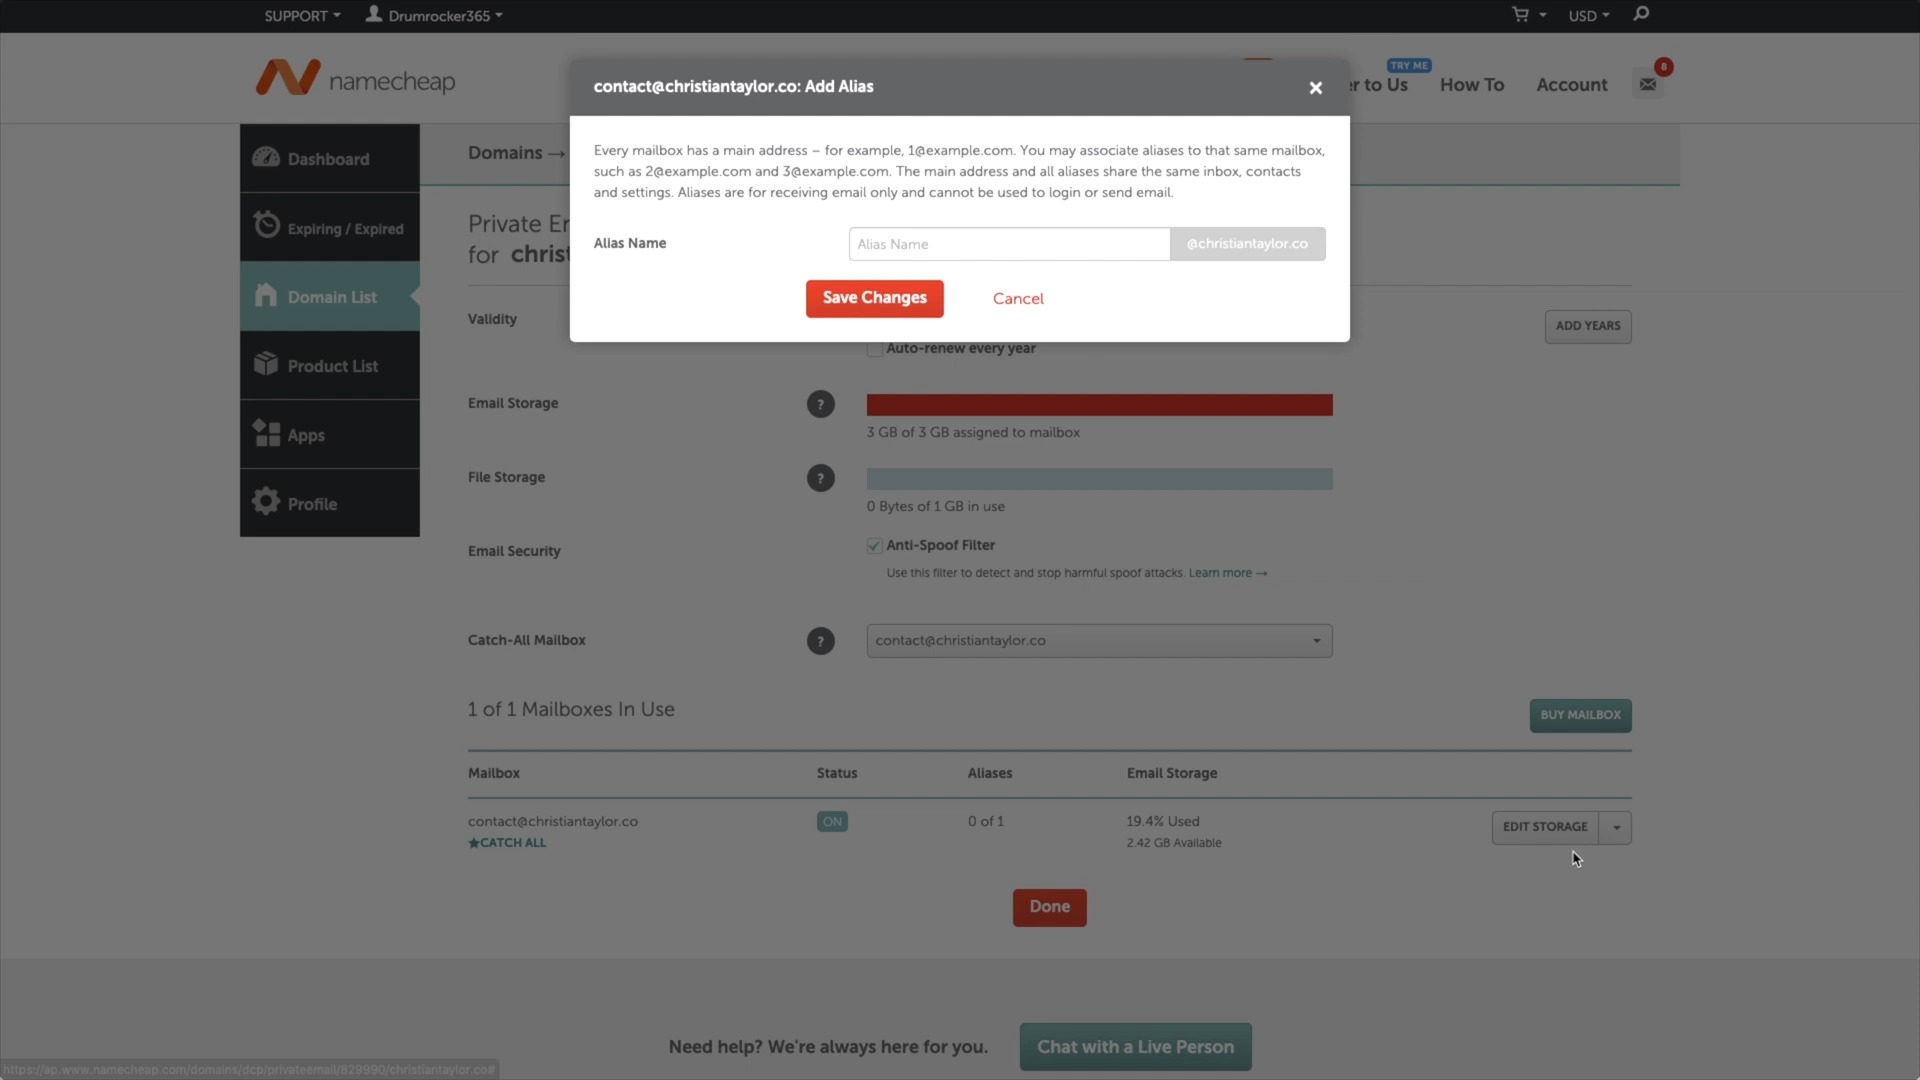 SUPPORT
Drumrocker365
USD
namecheap
TRY ME
er to Us
How To
Account
8
contact@christiantaylor.co: Add Alias
Every mailbox has a main address – for example, 1@example.com. You may associate aliases to that same mailbox,
such as 2@example.com and 3@example.com. The main address and all aliases share the same inbox, contacts
and settings. Aliases are for receiving email only and cannot be used to login or send email.
Alias Name
Alias Name
@christiantaylor.co
Save Changes
Cancel
Dashboard
Expiring / Expired
Domain List
Product List
Apps
Profile
Domains →
Private Er
for christ
Validity
Auto-renew every year
ADD YEARS
Email Storage
?
3 GB of 3 GB assigned to mailbox
File Storage
?
0 Bytes of 1 GB in use
Email Security
Anti-Spoof Filter
Use this filter to detect and stop harmful spoof attacks. Learn more →
Catch-All Mailbox
?
contact@christiantaylor.co
1 of 1 Mailboxes In Use
BUY MAILBOX
Mailbox
Status
Aliases
Email Storage
contact@christiantaylor.co
ON
0 of 1
19.4% Used
EDIT STORAGE
CATCH ALL
2.42 GB Available
Done
Need help? We're always here for you.
Chat with a Live Person
https://ap.www.namecheap.com/domains/dcp/privateemail/829990/christiantaylor.co#